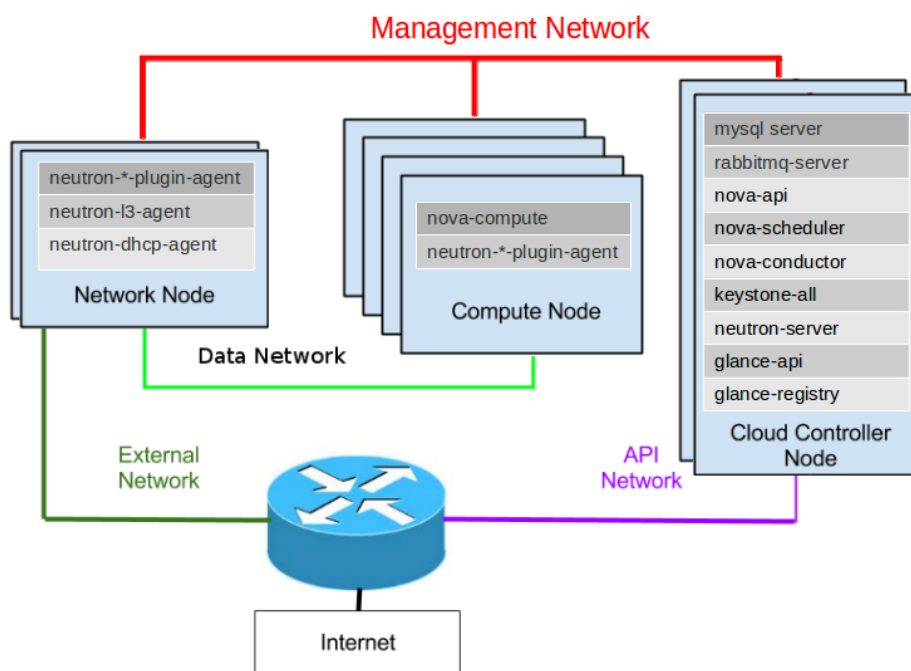 Management Network
neutron-*-plugin-agent
neutron-l3-agent
neutron-dhcp-agent
Network Node
nova-compute
neutron-*-plugin-agent
Compute Node
mysql server
rabbitmq-server
nova-api
nova-scheduler
nova-conductor
keystone-all
neutron-server
glance-api
glance-registry
Cloud Controller
Node
Data Network
External
Network
API
Network
Internet